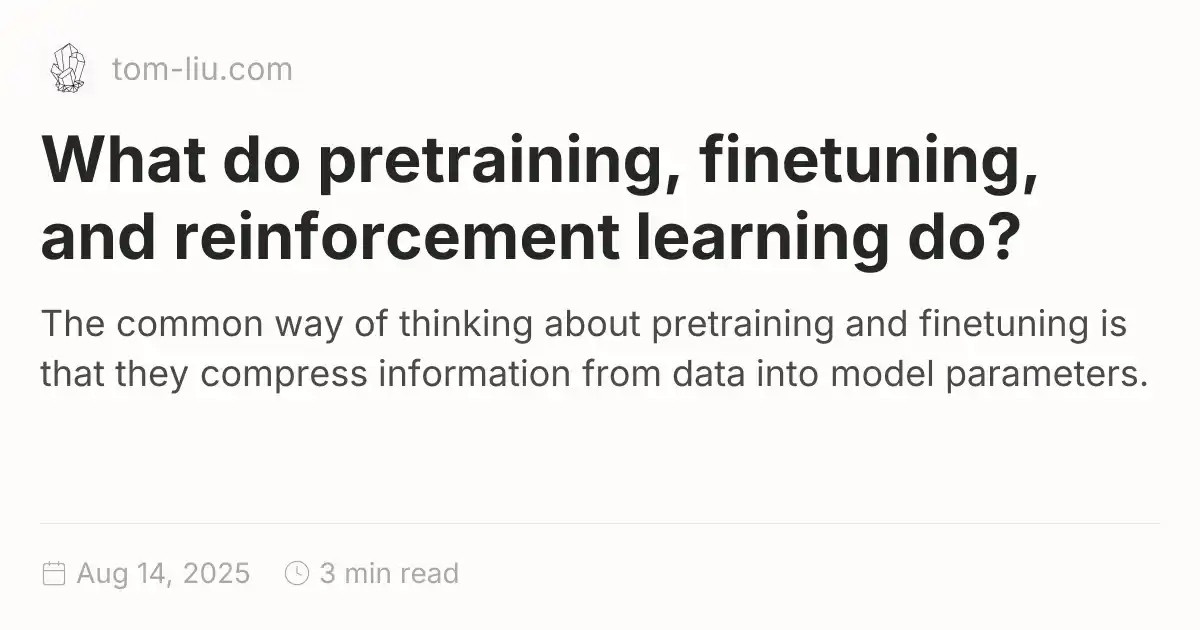 tom-liu.com
What do pretraining, finetuning,
and reinforcement learning do?
The common way of thinking about pretraining and finetuning is
that they compress information from data into model parameters.
Aug 14, 2025 3 min read